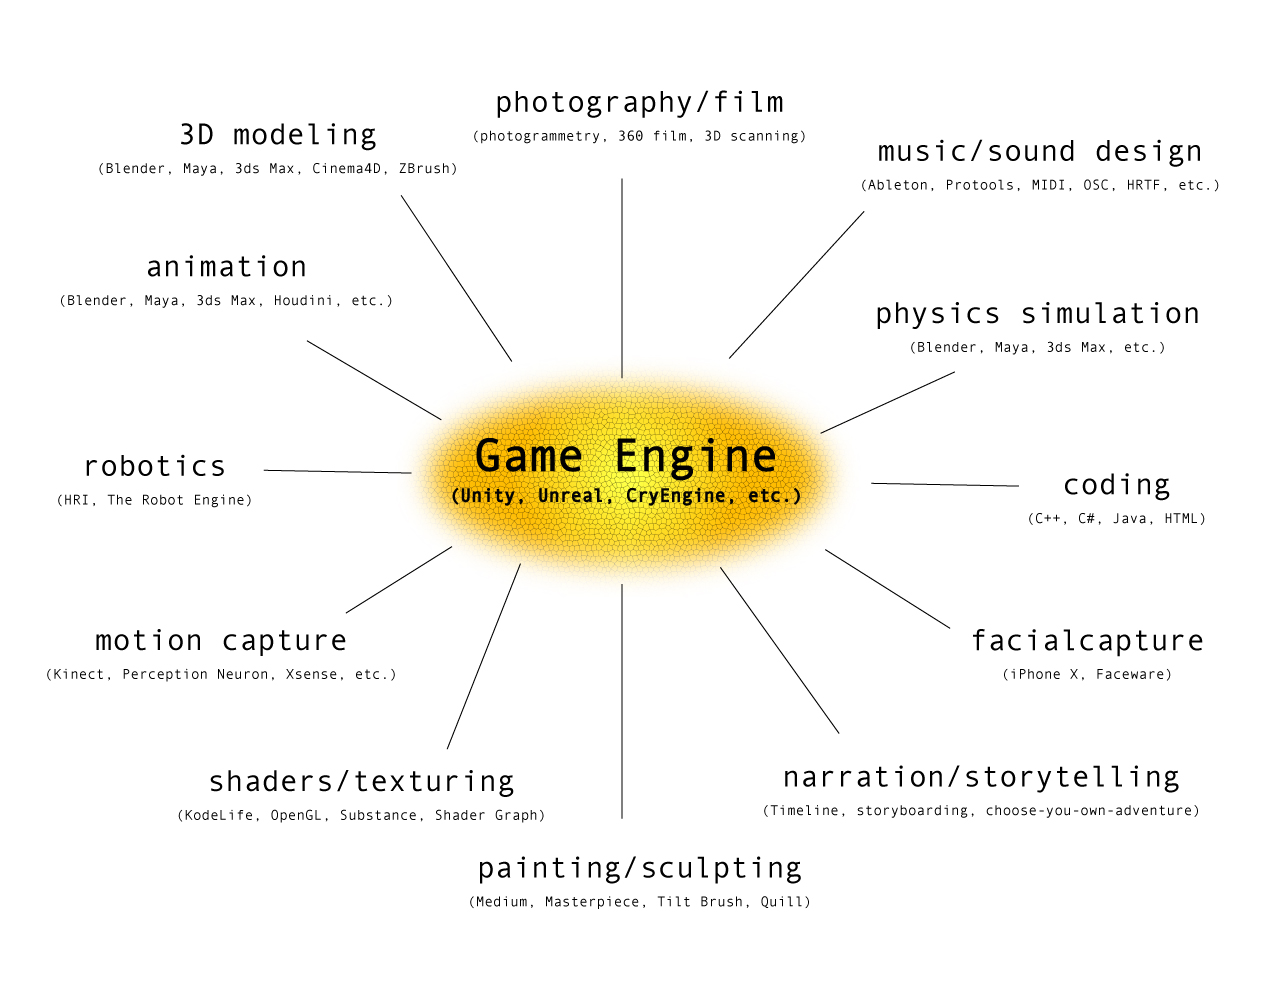 photography/film
(photogrammetry, 360 film, 3D scanning)
3D modeling
(Blender, Maya, 3ds Max, Cinema4D, ZBrush)
music/sound design
(Ableton, Protools, MIDI, OSC, HRTF, etc.)
animation
(Blender, Maya, 3ds Max, Houdini, etc.)
physics simulation
(Blender, Maya, 3ds Max, etc.)
Game Engine
(Unity, Unreal, CryEngine, etc.)
robotics
(HRI, The Robot Engine)
coding
(C++, C#, Java, HTML)
motion capture
(Kinect, Perception Neuron, Xsense, etc.)
facialcapture
(iPhone X, Faceware)
shaders/texturing
(KodeLife, OpenGL, Substance, Shader Graph)
narration/storytelling
(Timeline, storyboarding, choose-you-own-adventure)
painting/sculpting
(Medium, Masterpiece, Tilt Brush, Quill)